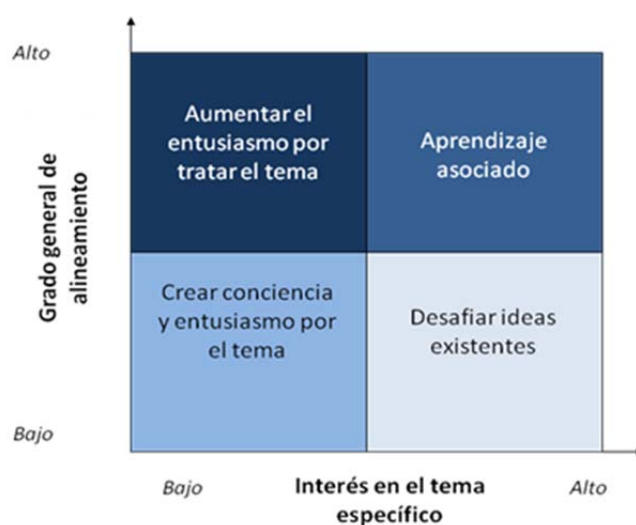 Alto
Aumentar el
entusiasmo por
tratar el tema
Aprendizaje
asociado
Grado general de
alineamiento
Crear conciencia
y entusiasmo por
el tema
Desafiar ideas
existentes
Bajo
Bajo
Interés en el tema
específico
Alto